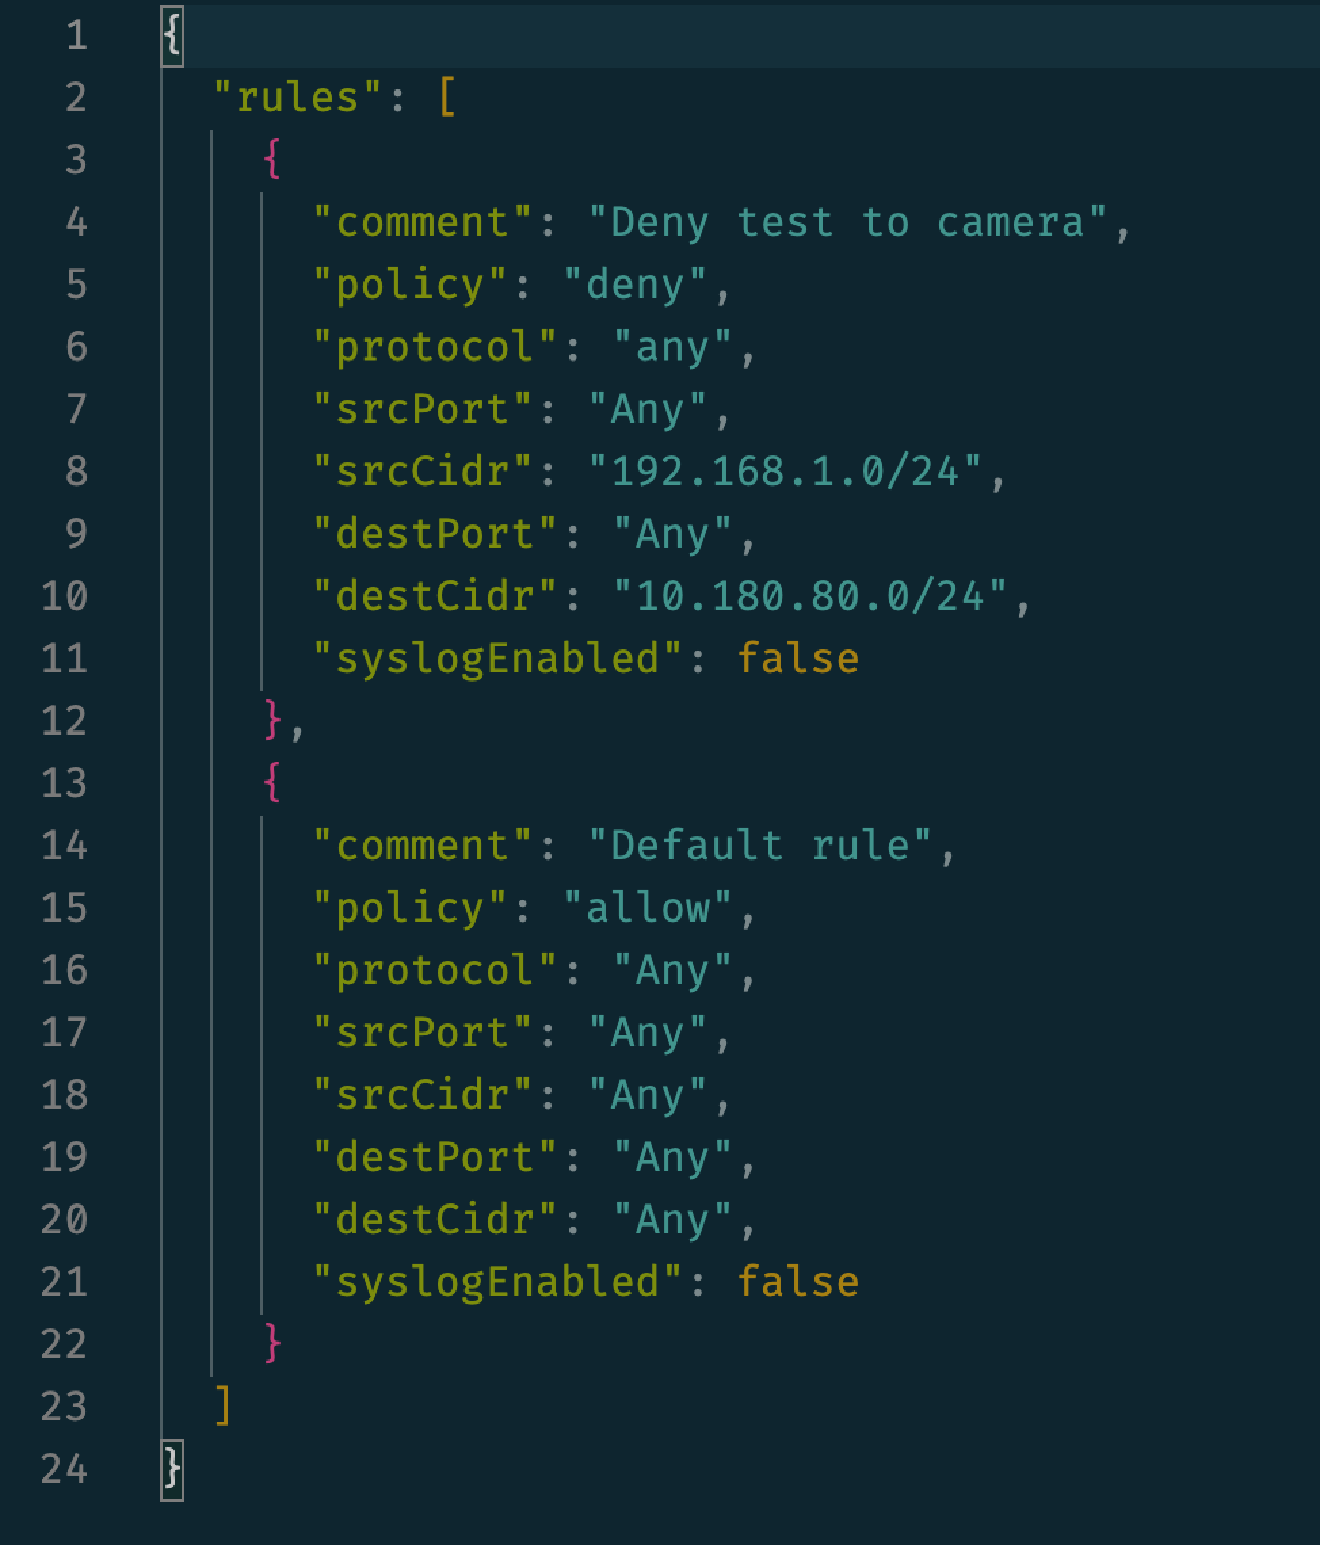 1 {
2 "rules": [
3 {
4 "comment": "Deny test to camera",
5 "policy": "deny",
6 "protocol": "any",
7 "srcPort": "Any",
8 "srcCidr": "192.168.1.0/24",
9 "destPort": "Any",
10 "destCidr": "10.180.80.0/24",
11 "syslogEnabled": false
12 },
13 {
14 "comment": "Default rule",
15 "policy": "allow",
16 "protocol": "Any",
17 "srcPort": "Any",
18 "srcCidr": "Any",
19 "destPort": "Any",
20 "destCidr": "Any",
21 "syslogEnabled": false
22 }
23 ]
24 }